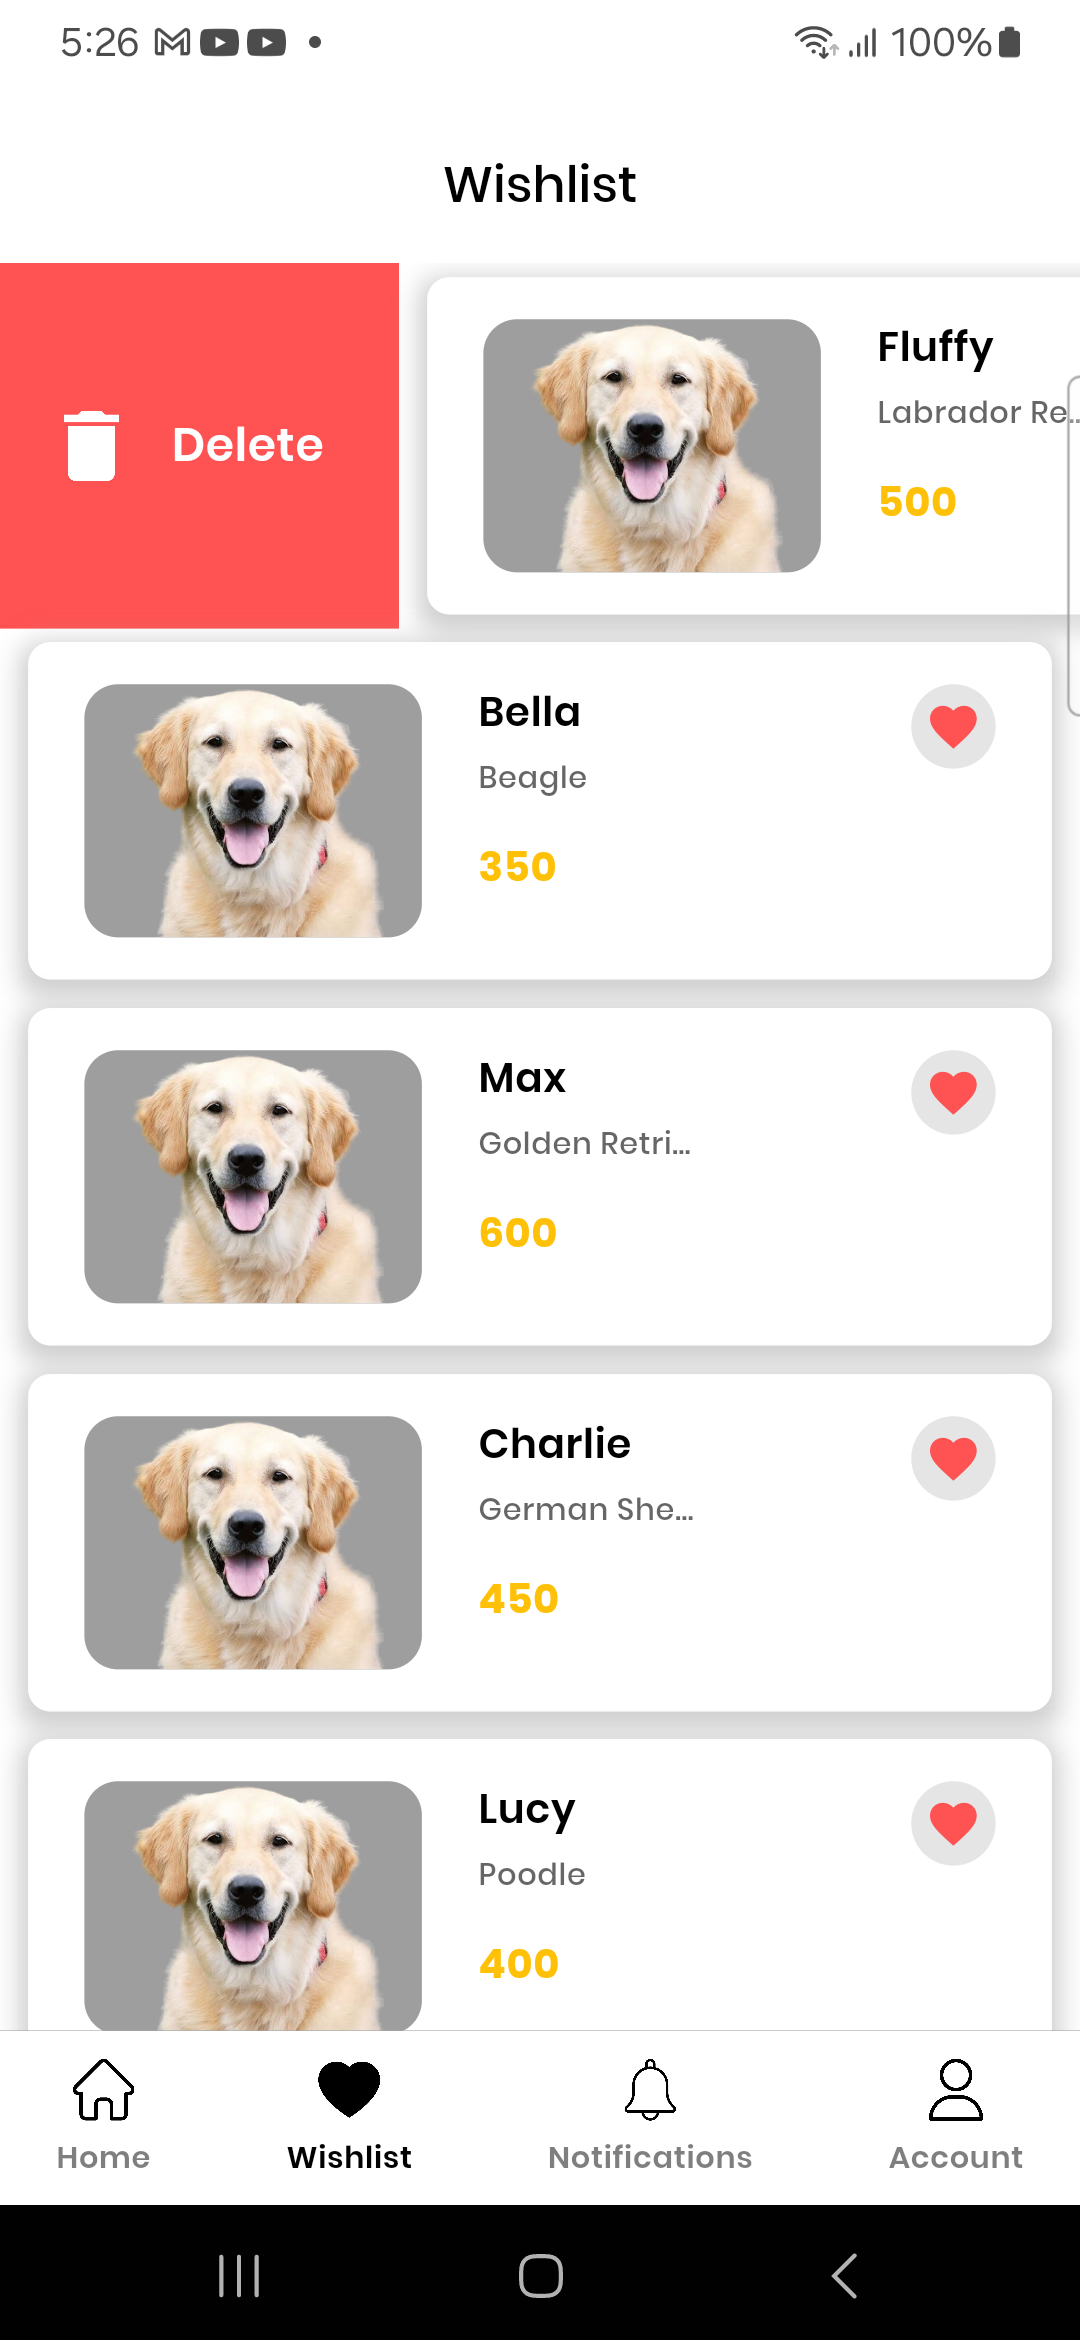 5:26
100%
Wishlist
Delete
Fluffy
Labrador Re...
500
Bella
Beagle
350
Max
Golden Retri...
600
Charlie
German She...
450
Lucy
Poodle
400
Home
Wishlist
Notifications
Account